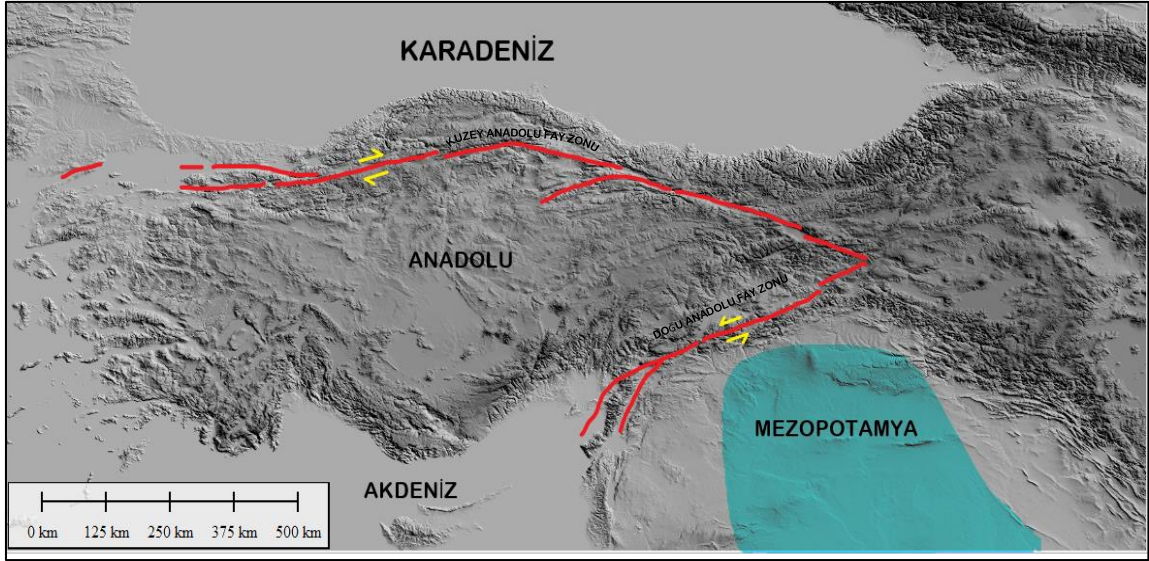 KARADENİZ
KUZEY ANADOLU FAY ZONU
ANADOLU
DOĞU ANADOLU FAY ZONU
MEZOPOTAMYA
AKDENİZ
0 km 125 km 250 km 375 km 500 km